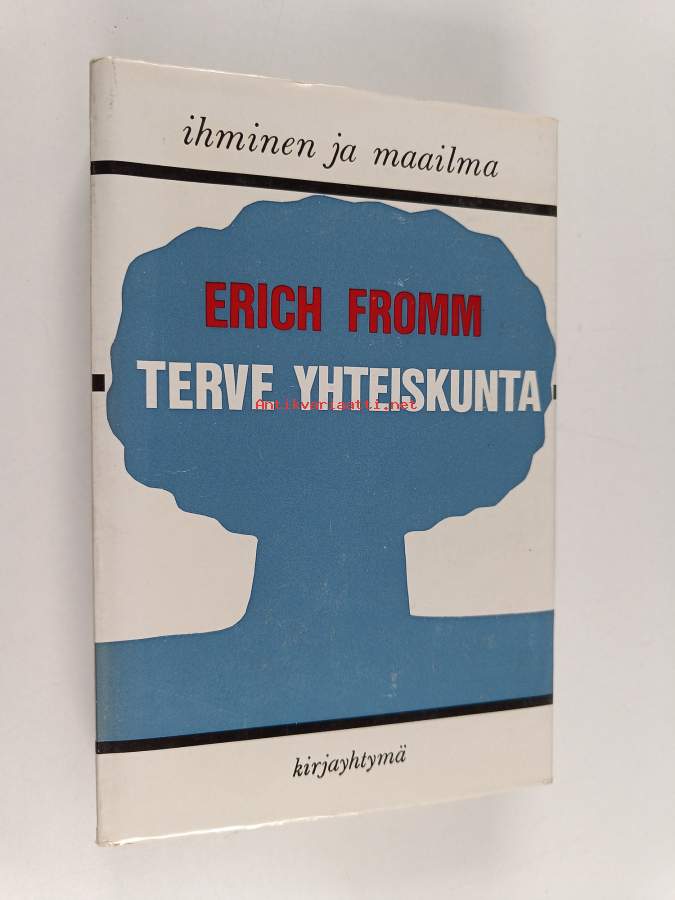 ihminen ja maailma
ERICH FROMM
TERVE YHTEISKUNTA
Antikvariaatti.net
kirjayhtymä